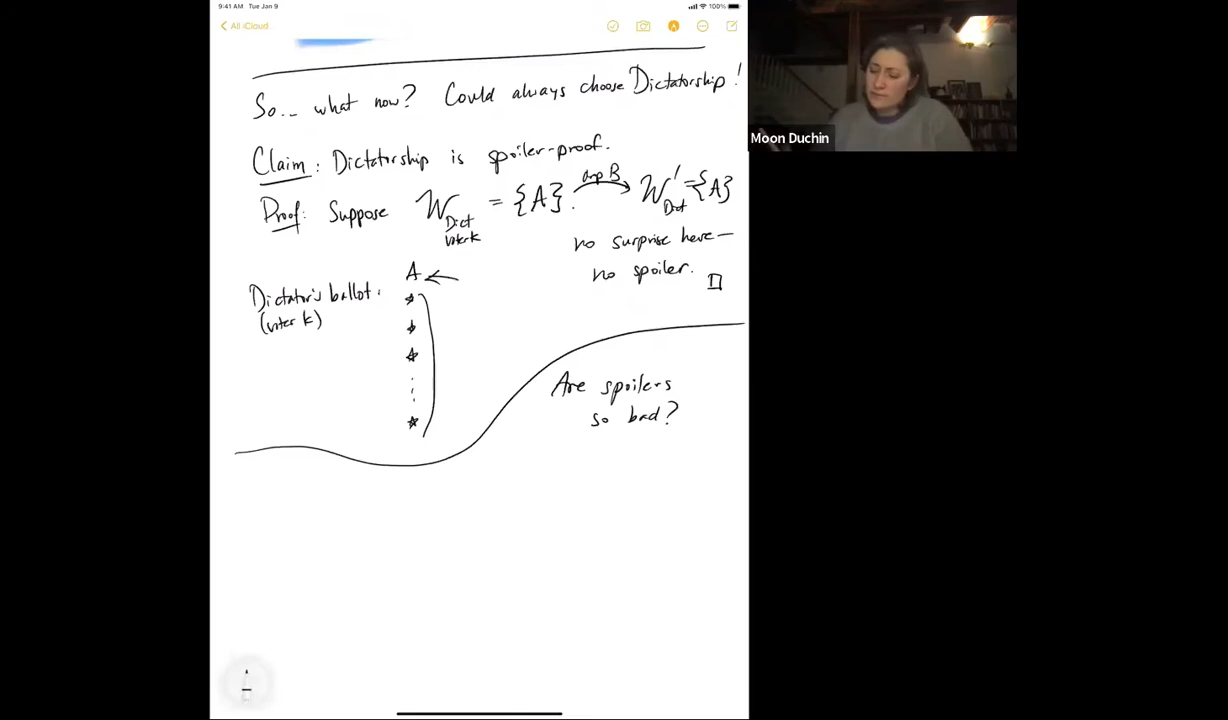 9:41 AM Tue Jan 9
100%
All iCloud
So... what now? Could always choose Dictatorship!
Claim: Dictatorship is spoiler-proof.
Proof: Suppose W Dict voter k = {A}. drop B W' Dict = {A}
no surprise here—
no spoiler. □
Dictator's ballot:
(voter k)
A
Are spoilers
so bad?
Moon Duchin